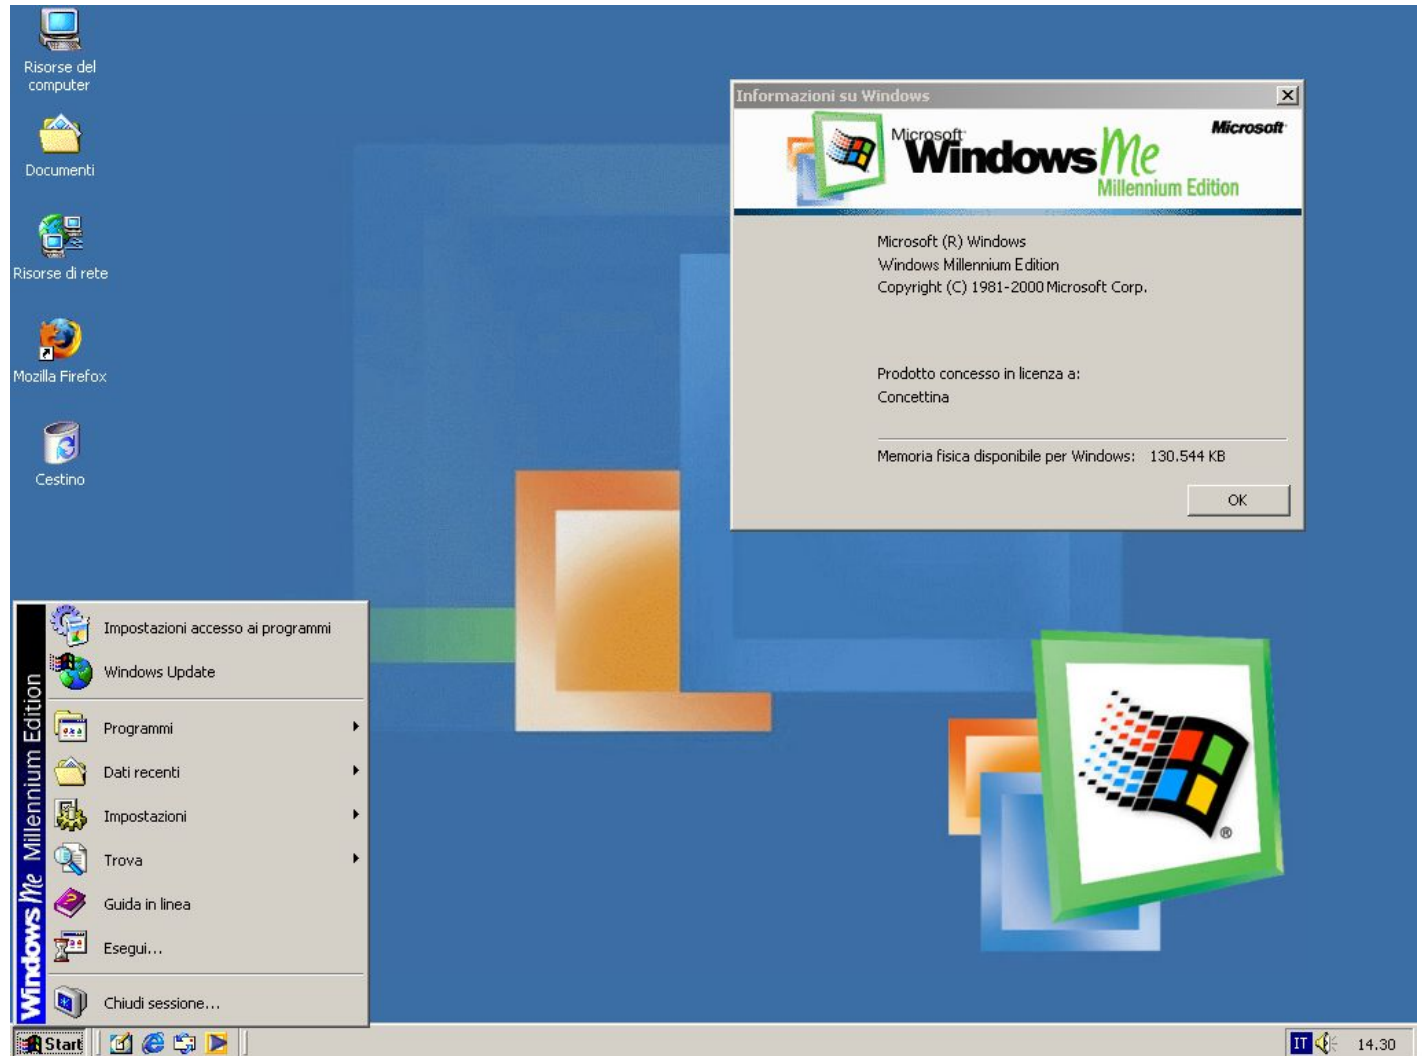 Risorse del
computer
Documenti
Risorse di rete
Mozilla Firefox
Cestino
Informazioni su Windows
Microsoft
Microsoft
Windows Me
Millennium Edition
Microsoft (R) Windows
Windows Millennium Edition
Copyright (C) 1981-2000 Microsoft Corp.
Prodotto concesso in licenza a:
Concettina
Memoria fisica disponibile per Windows: 130.544 KB
OK
Windows Me Millennium Edition
Impostazioni accesso ai programmi
Windows Update
Programmi
Dati recenti
Impostazioni
Trova
Guida in linea
Esegui...
Chiudi sessione...
®
Start
IT
14.30